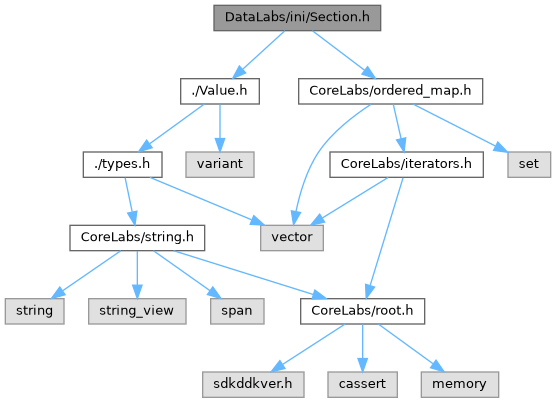 DataLabs/ini/Section.h
./Value.h
CoreLabs/ordered_map.h
./types.h
variant
CoreLabs/iterators.h
set
CoreLabs/string.h
vector
string
string_view
span
CoreLabs/root.h
sdkddkver.h
cassert
memory